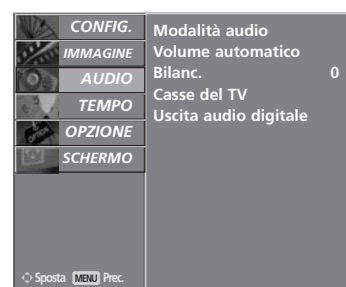 CONFIG.
IMMAGINE
AUDIO
TEMPO
OPZIONE
SCHERMO
Modalità audio
Volume automatico
Bilanc. 0
Casse del TV
Uscita audio digitale
Sposta MENU Prec.